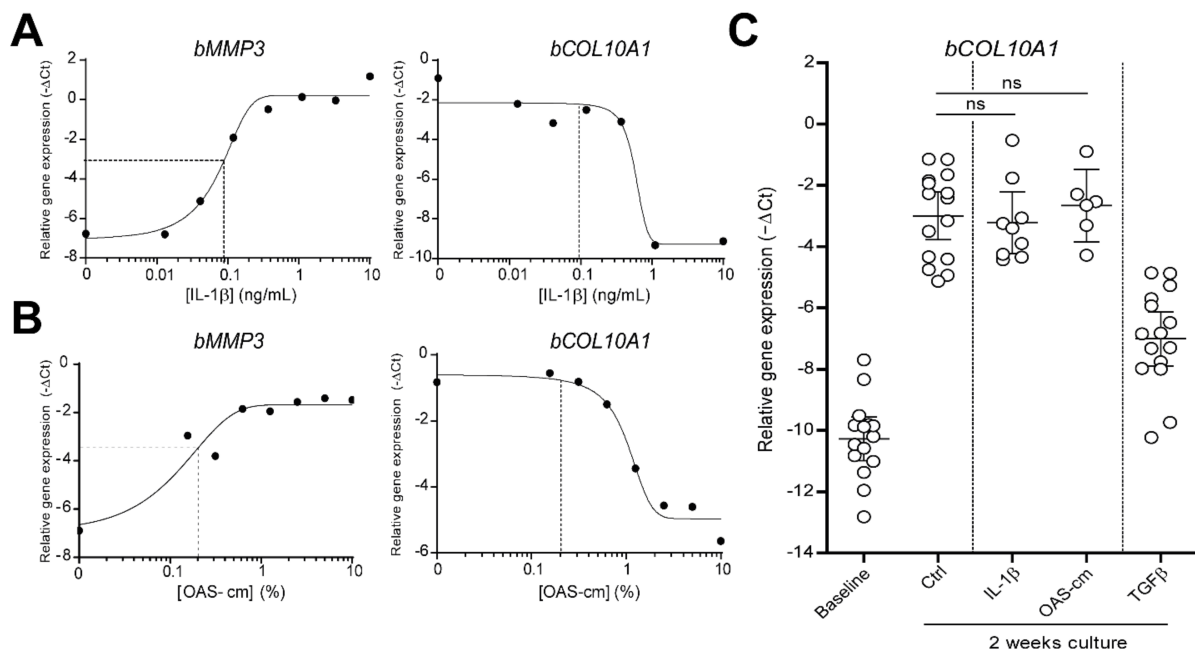 A
bMMP3
Relative gene expression (-ΔCt)
2
0
-2
-4
-6
-8
0
0.01
0.1
1
10
[IL-1β] (ng/mL)
bCOL10A1
Relative gene expression (-ΔCt)
0
-2
-4
-6
-8
-10
0
0.01
0.1
1
10
[IL-1β] (ng/mL)
B
bMMP3
Relative gene expression (-ΔCt)
0
-2
-4
-6
-8
0
0.1
1
10
[OAS-cm] (%)
bCOL10A1
Relative gene expression (-ΔCt)
0
-2
-4
-6
0
0.1
1
10
[OAS-cm] (%)
C
bCOL10A1
Relative gene expression (−ΔCt)
2
0
-2
-4
-6
-8
-10
-12
-14
ns
ns
Baseline
Ctrl
IL-1β
OAS-cm
TGFβ
2 weeks culture